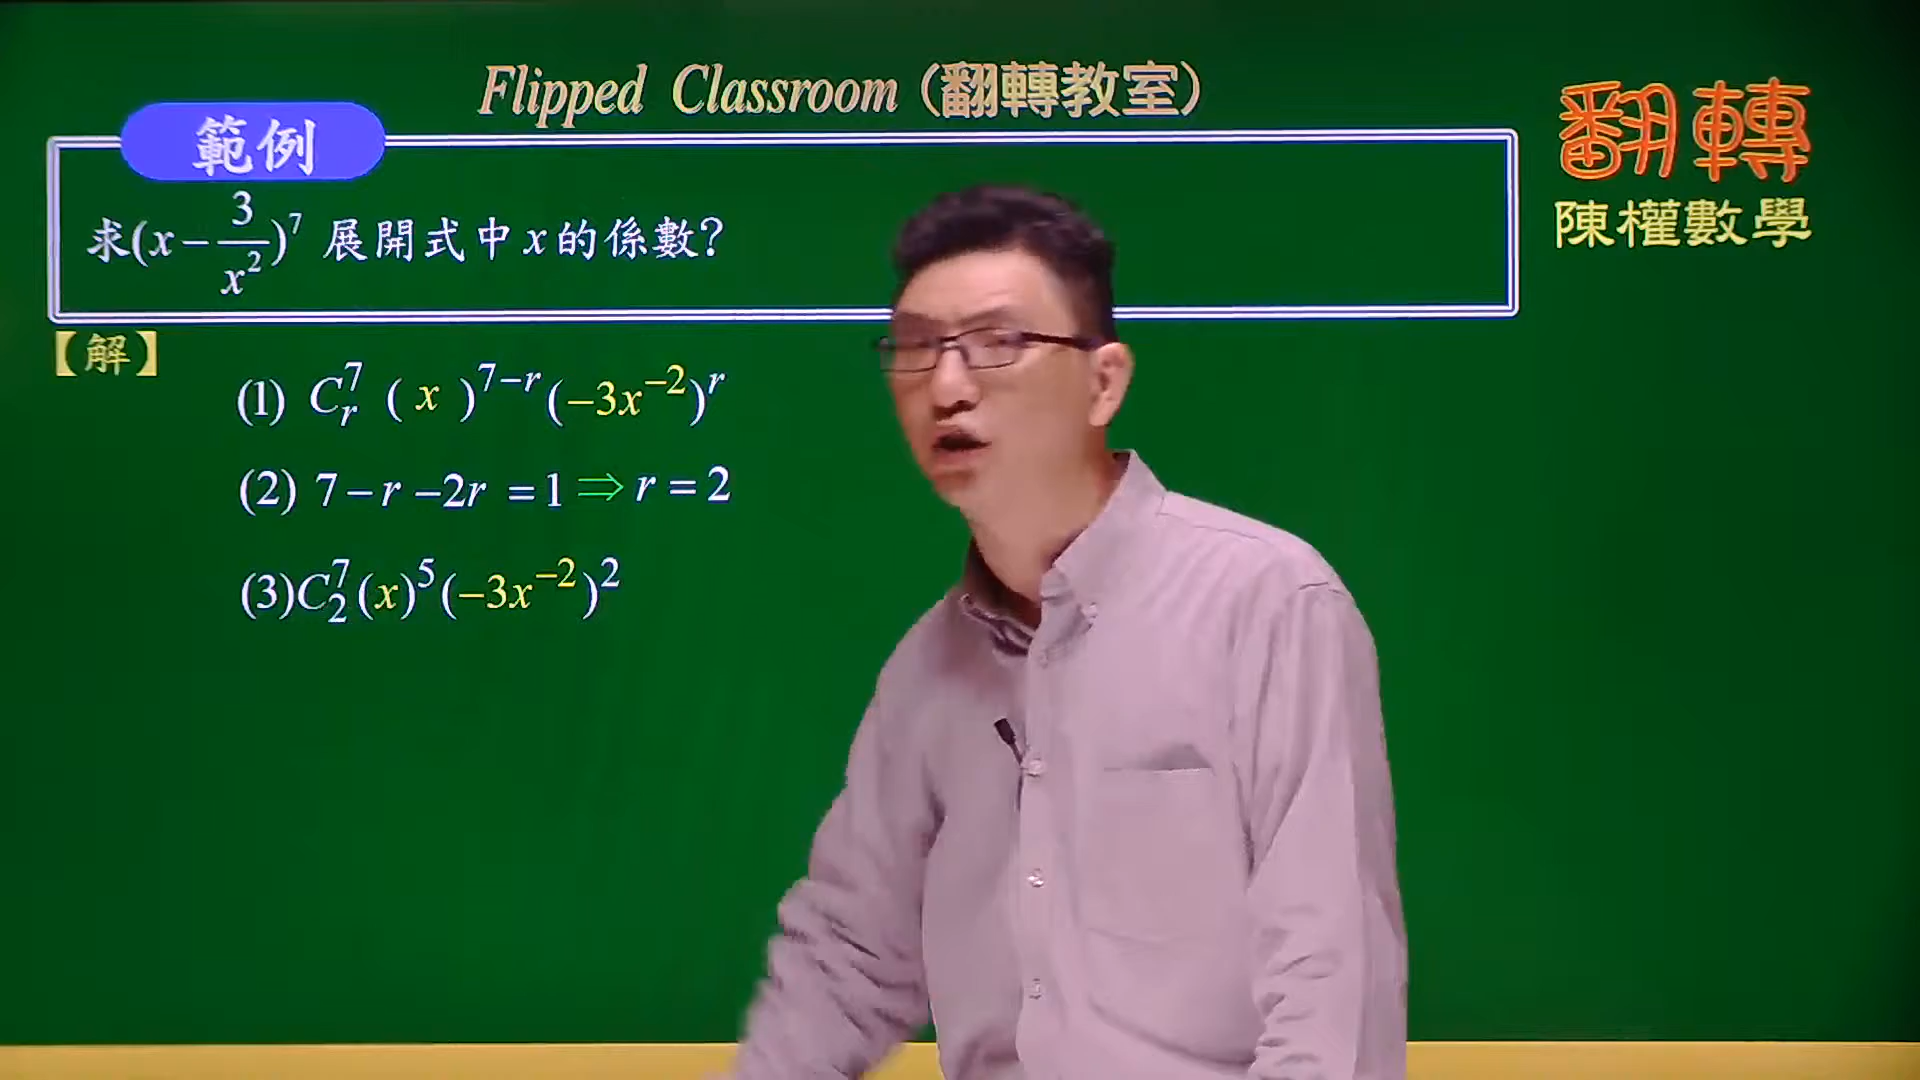 Flipped Classroom (翻轉教室)
翻轉
陳權數學
範例
求(x－3/x²)⁷ 展開式中 x 的係數？
【解】
(1) C⁷ᵣ ( x )⁷⁻ʳ (−3x⁻²)ʳ
(2) 7－r－2r ＝1⇒r＝2
(3)C⁷₂(x)⁵(−3x⁻²)²